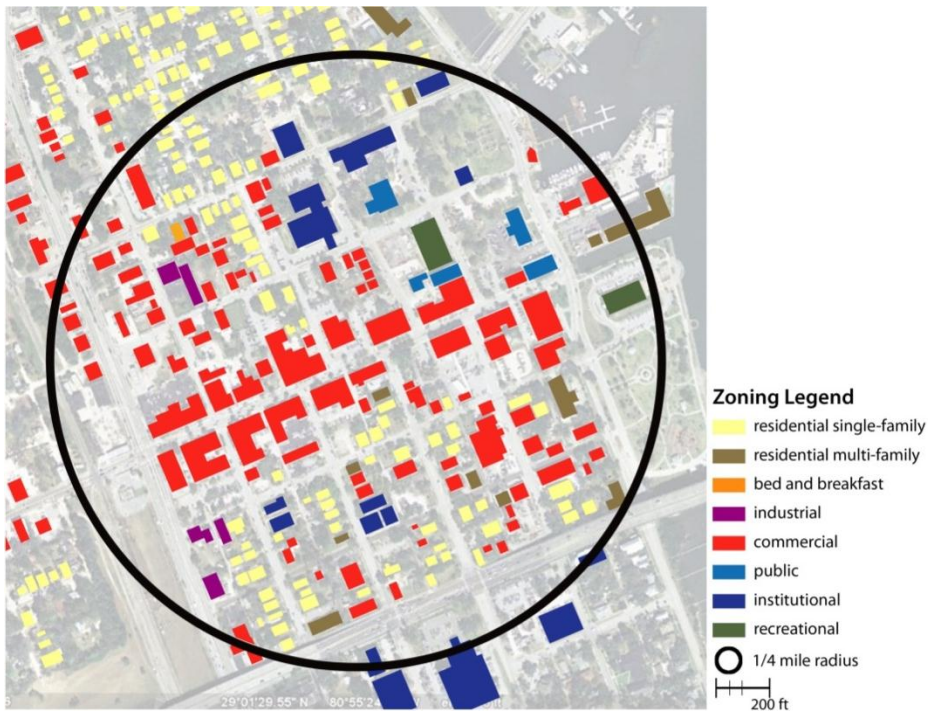 Zoning Legend
residential single-family
residential multi-family
bed and breakfast
industrial
commercial
public
institutional
recreational
1/4 mile radius
200 ft
29°01'29.55" N 80°55'24